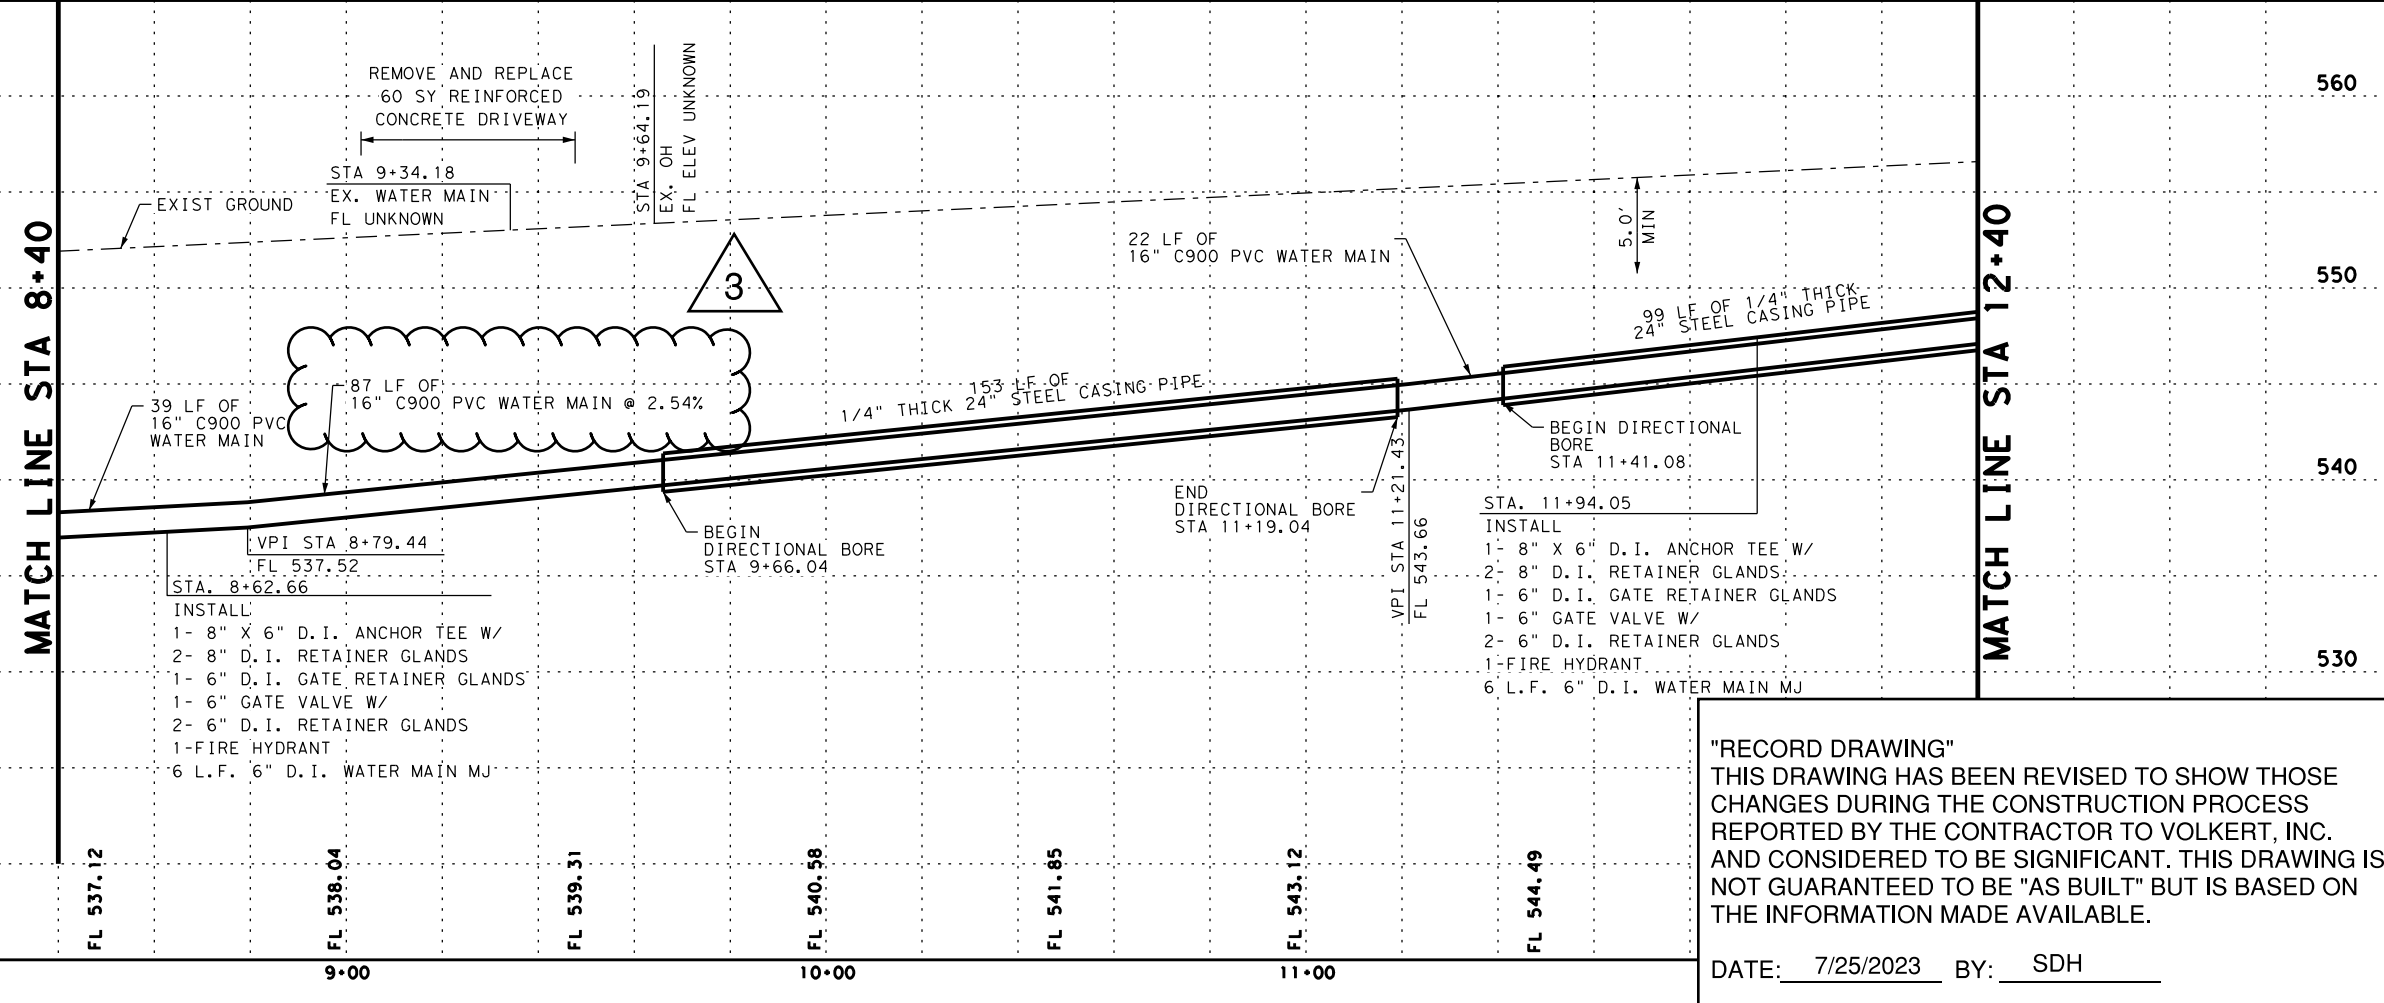 REMOVE AND REPLACE
60 SY REINFORCED
CONCRETE DRIVEWAY
STA 9+34.18
EX. WATER MAIN
FL UNKNOWN
STA 9+64.19
EX. OH
FL ELEV UNKNOWN
EXIST GROUND
MATCH LINE STA 8+40
3
22 LF OF
16" C900 PVC WATER MAIN
5.0'
MIN
MATCH LINE STA 12+40
560
550
540
530
39 LF OF
16" C900 PVC
WATER MAIN
87 LF OF
16" C900 PVC WATER MAIN @ 2.54%
153 LF OF
1/4" THICK 24" STEEL CASING PIPE
99 LF OF 1/4" THICK
24" STEEL CASING PIPE
VPI STA 8+79.44
FL 537.52
STA. 8+62.66
INSTALL
1- 8" X 6" D.I. ANCHOR TEE W/
2- 8" D.I. RETAINER GLANDS
1- 6" D.I. GATE RETAINER GLANDS
1- 6" GATE VALVE W/
2- 6" D.I. RETAINER GLANDS
1-FIRE HYDRANT
6 L.F. 6" D.I. WATER MAIN MJ
BEGIN
DIRECTIONAL BORE
STA 9+66.04
END
DIRECTIONAL BORE
STA 11+19.04
VPI STA 11+21.43
FL 543.66
BEGIN DIRECTIONAL
BORE
STA 11+41.08
STA. 11+94.05
INSTALL
1- 8" X 6" D.I. ANCHOR TEE W/
2- 8" D.I. RETAINER GLANDS
1- 6" D.I. GATE RETAINER GLANDS
1- 6" GATE VALVE W/
2- 6" D.I. RETAINER GLANDS
1-FIRE HYDRANT
6 L.F. 6" D.I. WATER MAIN MJ
FL 537.12
FL 538.04
FL 539.31
FL 540.58
FL 541.85
FL 543.12
FL 544.49
9+00
10+00
11+00
"RECORD DRAWING"
THIS DRAWING HAS BEEN REVISED TO SHOW THOSE
CHANGES DURING THE CONSTRUCTION PROCESS
REPORTED BY THE CONTRACTOR TO VOLKERT, INC.
AND CONSIDERED TO BE SIGNIFICANT. THIS DRAWING IS
NOT GUARANTEED TO BE "AS BUILT" BUT IS BASED ON
THE INFORMATION MADE AVAILABLE.
DATE: 7/25/2023 BY: SDH